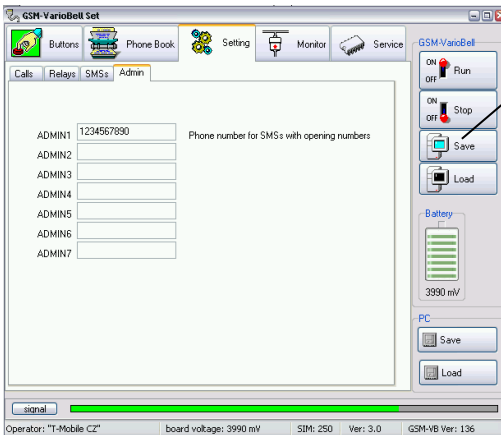 GSM-VarioBell Set
Buttons
Phone Book
Setting
Monitor
Service
Calls
Relays
SMSs
Admin
ADMIN1 1234567890 Phone number for SMSs with opening numbers
ADMIN2
ADMIN3
ADMIN4
ADMIN5
ADMIN6
ADMIN7
GSM-VarioBell
ON
OFF
Run
ON
OFF
Stop
Save
Load
Battery
3990 mV
PC
Save
Load
signal
Operator: "T-Mobile CZ" board voltage: 3990 mV SIM: 250 Ver: 3.0 GSM-VB Ver: 136